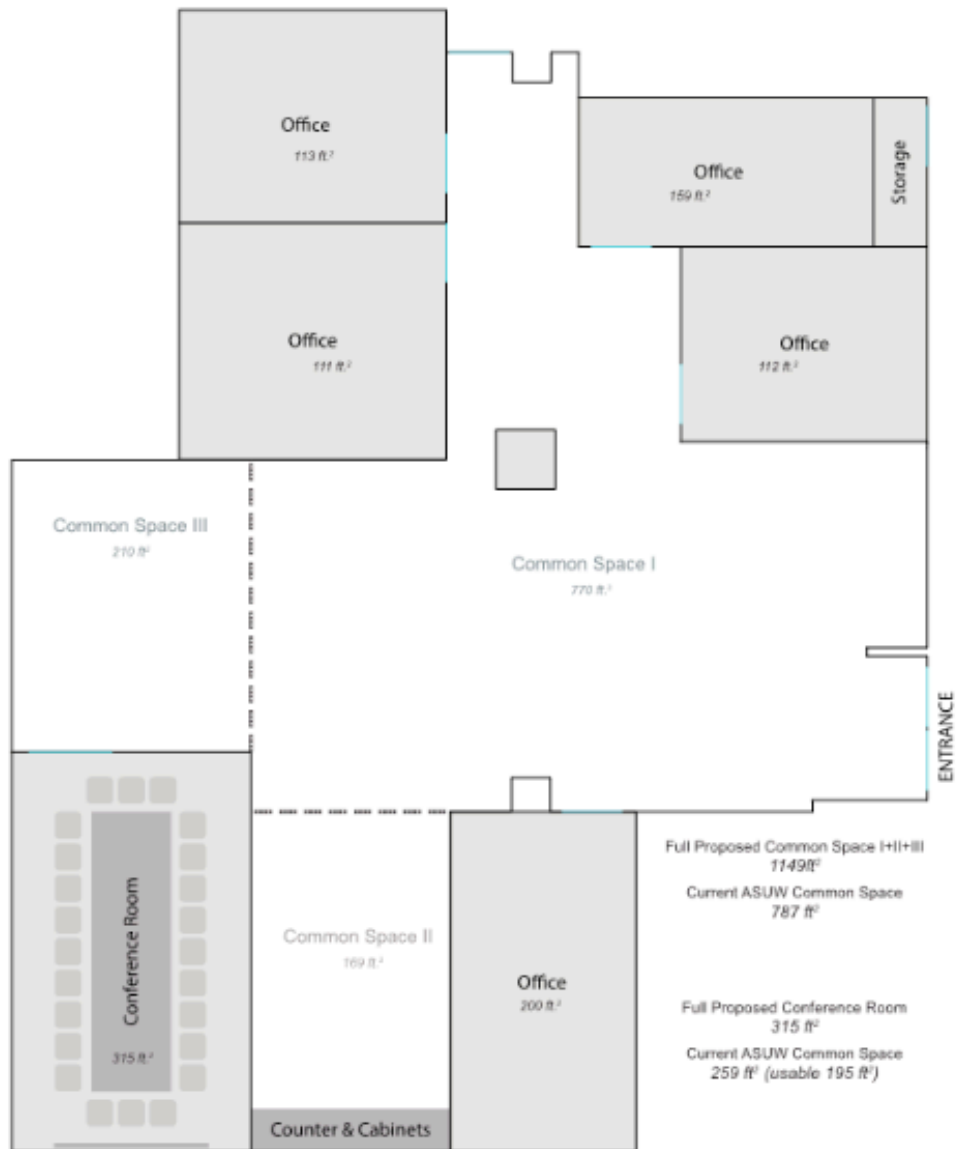 Office
113 ft.²
Office
159 ft.²
Storage
Office
111 ft.²
Office
112 ft.²
Common Space III
210 ft²
Common Space I
770 ft.²
ENTRANCE
Conference Room
315 ft.²
Common Space II
169 ft.²
Counter & Cabinets
Office
200 ft.²
Full Proposed Common Space I+II+III
1149ft²
Current ASUW Common Space
787 ft²
Full Proposed Conference Room
315 ft²
Current ASUW Common Space
259 ft² (usable 195 ft²)